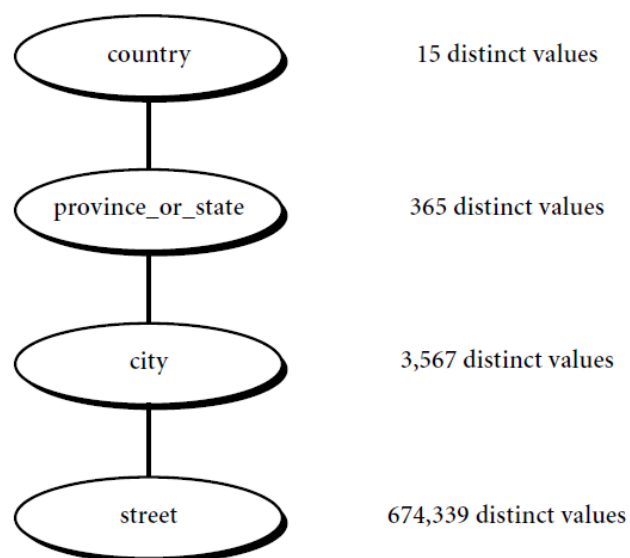 country 15 distinct values
province_or_state 365 distinct values
city 3,567 distinct values
street 674,339 distinct values